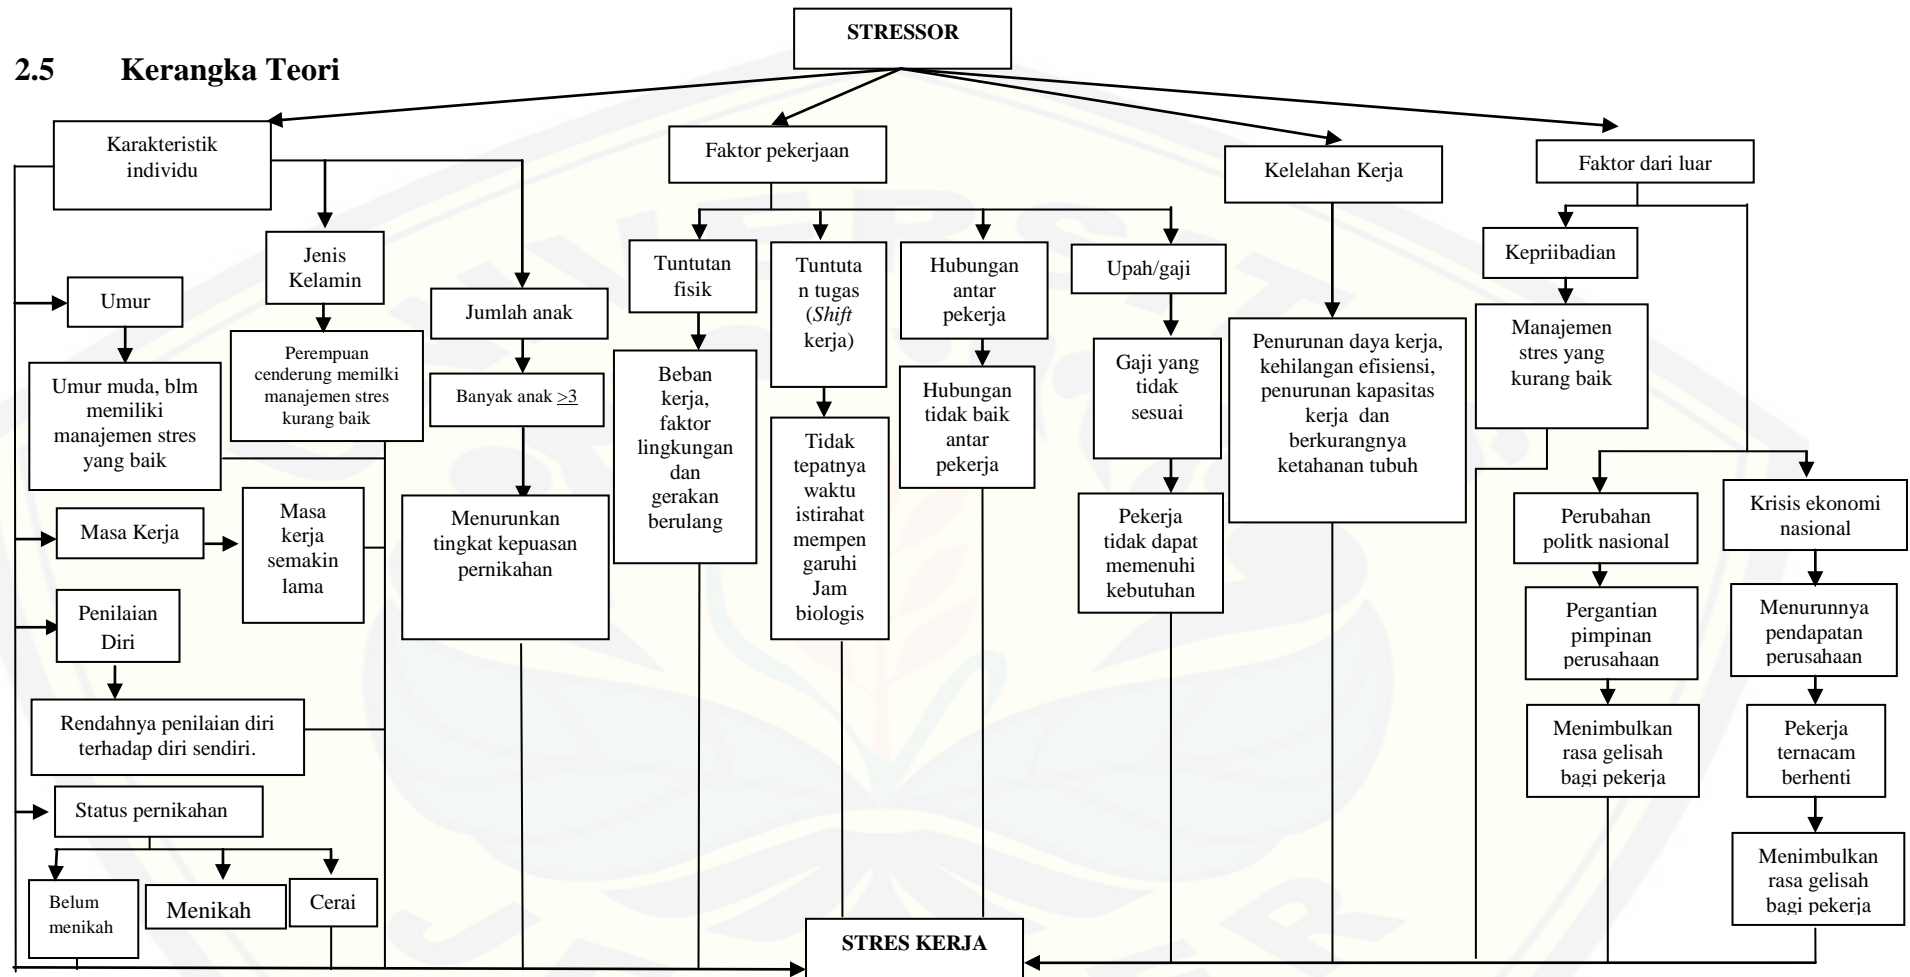 STRESSOR
2.5 Kerangka Teori
Karakteristik
individu
Faktor pekerjaan
Kelelahan Kerja
Faktor dari luar
Jenis
Kelamin
Umur
Jumlah anak
Perempuan
cenderung memilki
manajemen stres
kurang baik
Umur muda, blm
memiliki
manajemen stres
yang baik
Banyak anak >3
Masa Kerja
Masa
kerja
semakin
lama
Menurunkan
tingkat kepuasan
pernikahan
Penilaian
Diri
Rendahnya penilaian diri
terhadap diri sendiri.
Status pernikahan
Belum
menikah
Menikah
Cerai
Tuntutan
fisik
Beban
kerja,
faktor
lingkungan
dan
gerakan
berulang
Tuntuta
n tugas
(Shift
kerja)
Tidak
tepatnya
waktu
istirahat
mempen
garuhi
Jam
biologis
Hubungan
antar
pekerja
Hubungan
tidak baik
antar
pekerja
Upah/gaji
Gaji yang
tidak
sesuai
Pekerja
tidak dapat
memenuhi
kebutuhan
Penurunan daya kerja,
kehilangan efisiensi,
penurunan kapasitas
kerja dan
berkurangnya
ketahanan tubuh
Kepriibadian
Manajemen
stres yang
kurang baik
Perubahan
politk nasional
Pergantian
pimpinan
perusahaan
Menimbulkan
rasa gelisah
bagi pekerja
Krisis ekonomi
nasional
Menurunnya
pendapatan
perusahaan
Pekerja
ternacam
berhenti
Menimbulkan
rasa gelisah
bagi pekerja
STRES KERJA
UNIVERSITAS
JEMBER